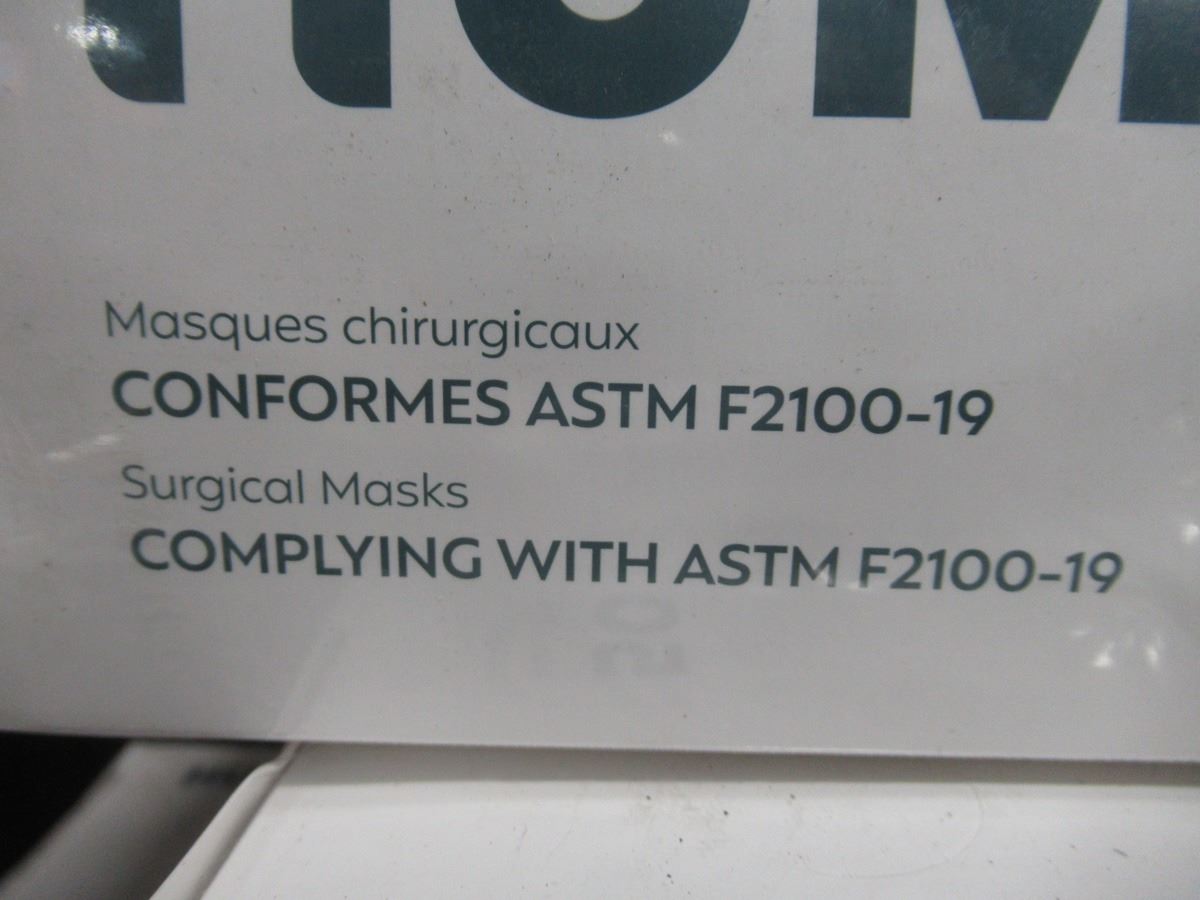 Masques chirurgicaux
CONFORMES ASTM F2100-19
Surgical Masks
COMPLYING WITH ASTM F2100-19